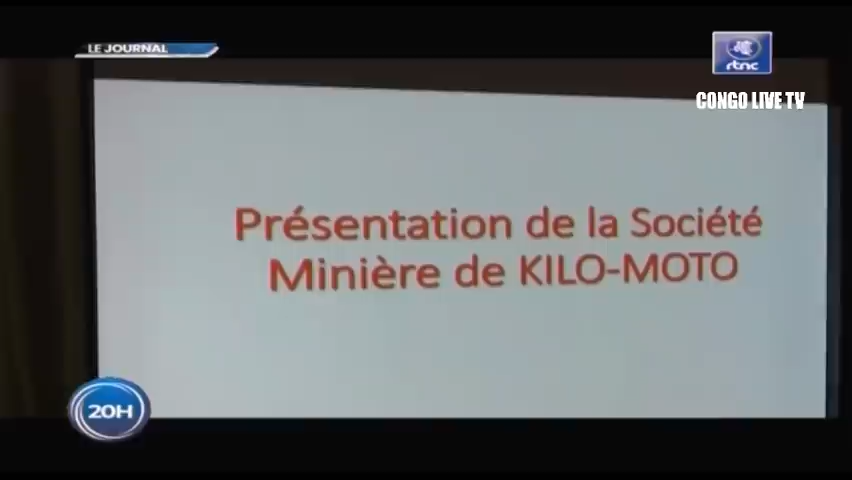 LE JOURNAL
rtnc
CONGO LIVE TV
Présentation de la Société
Minière de KILO-MOTO
20H